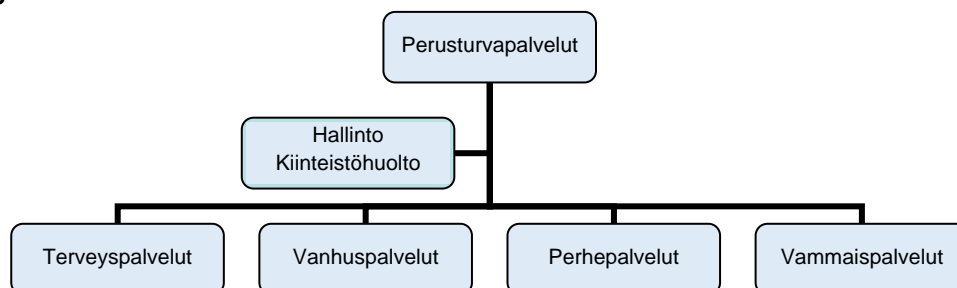 Perusturvapalvelut
Hallinto
Kiinteistöhuolto
Terveyspalvelut
Vanhuspalvelut
Perhepalvelut
Vammaispalvelut